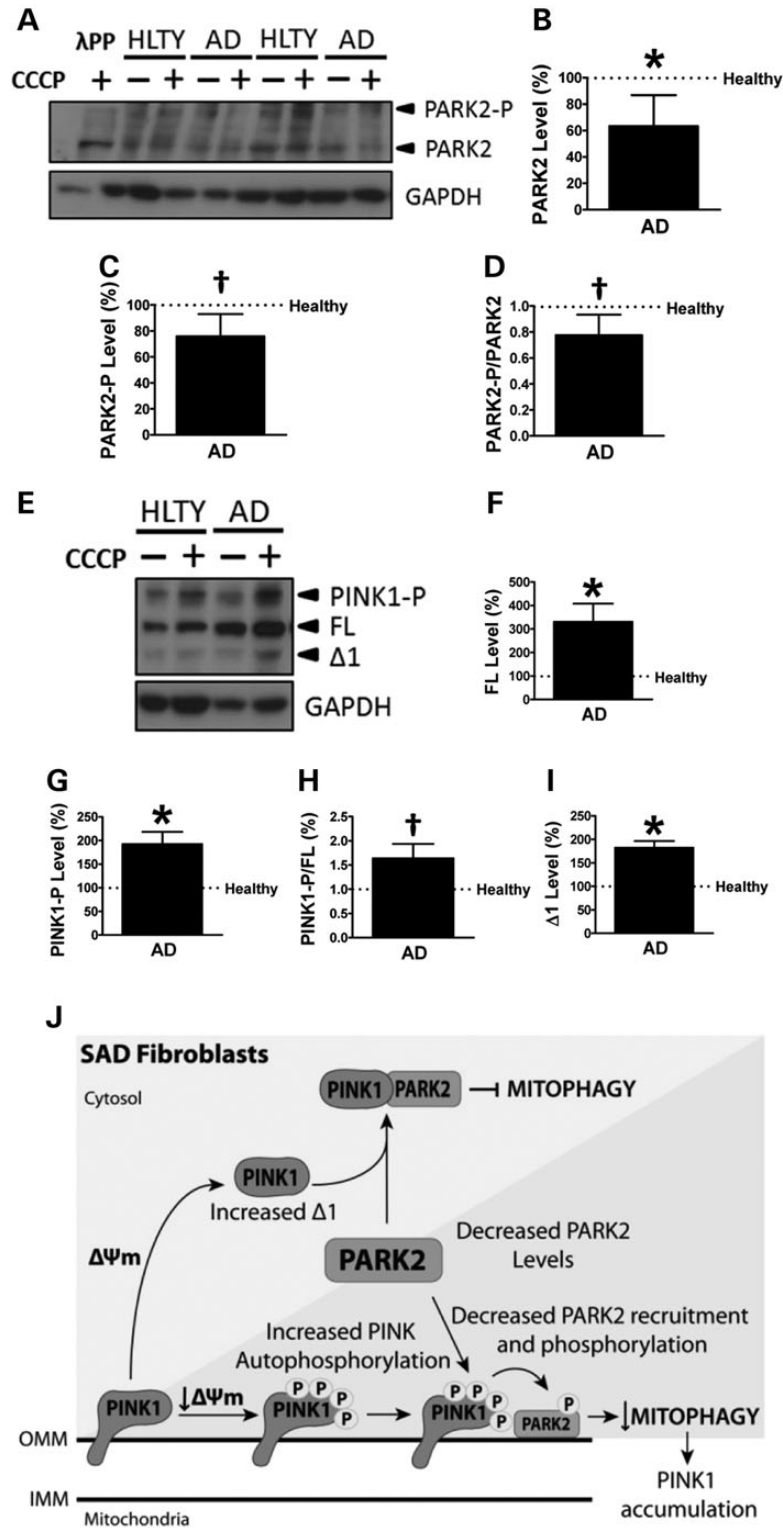 A
λPP HLTY AD HLTY AD
CCCP + − + − + − + − +
PARK2-P
PARK2
GAPDH
B
PARK2 Level (%)
100
80
60
40
20
0
*
Healthy
AD
C
PARK2-P Level (%)
100
80
60
40
20
0
†
Healthy
AD
D
PARK2-P/PARK2
1.0
0.8
0.6
0.4
0.2
0.0
†
Healthy
AD
E
HLTY AD
CCCP − + − +
PINK1-P
FL
Δ1
GAPDH
F
FL Level (%)
500
400
300
200
100
0
*
Healthy
AD
G
PINK1-P Level (%)
250
200
150
100
50
0
*
Healthy
AD
H
PINK1-P/FL (%)
2.5
2.0
1.5
1.0
0.5
0.0
†
Healthy
AD
I
Δ1 Level (%)
250
200
150
100
50
0
*
Healthy
AD
J
SAD Fibroblasts
Cytosol
PINK1 PARK2 MITOPHAGY
PINK1
Increased Δ1
ΔΨm
PARK2
Decreased PARK2
Levels
Increased PINK
Autophosphorylation
Decreased PARK2 recruitment
and phosphorylation
PINK1
↓ΔΨm
P P P P
PINK1
P P P P
PINK1
P
PARK2
↓MITOPHAGY
PINK1
accumulation
OMM
IMM
Mitochondria